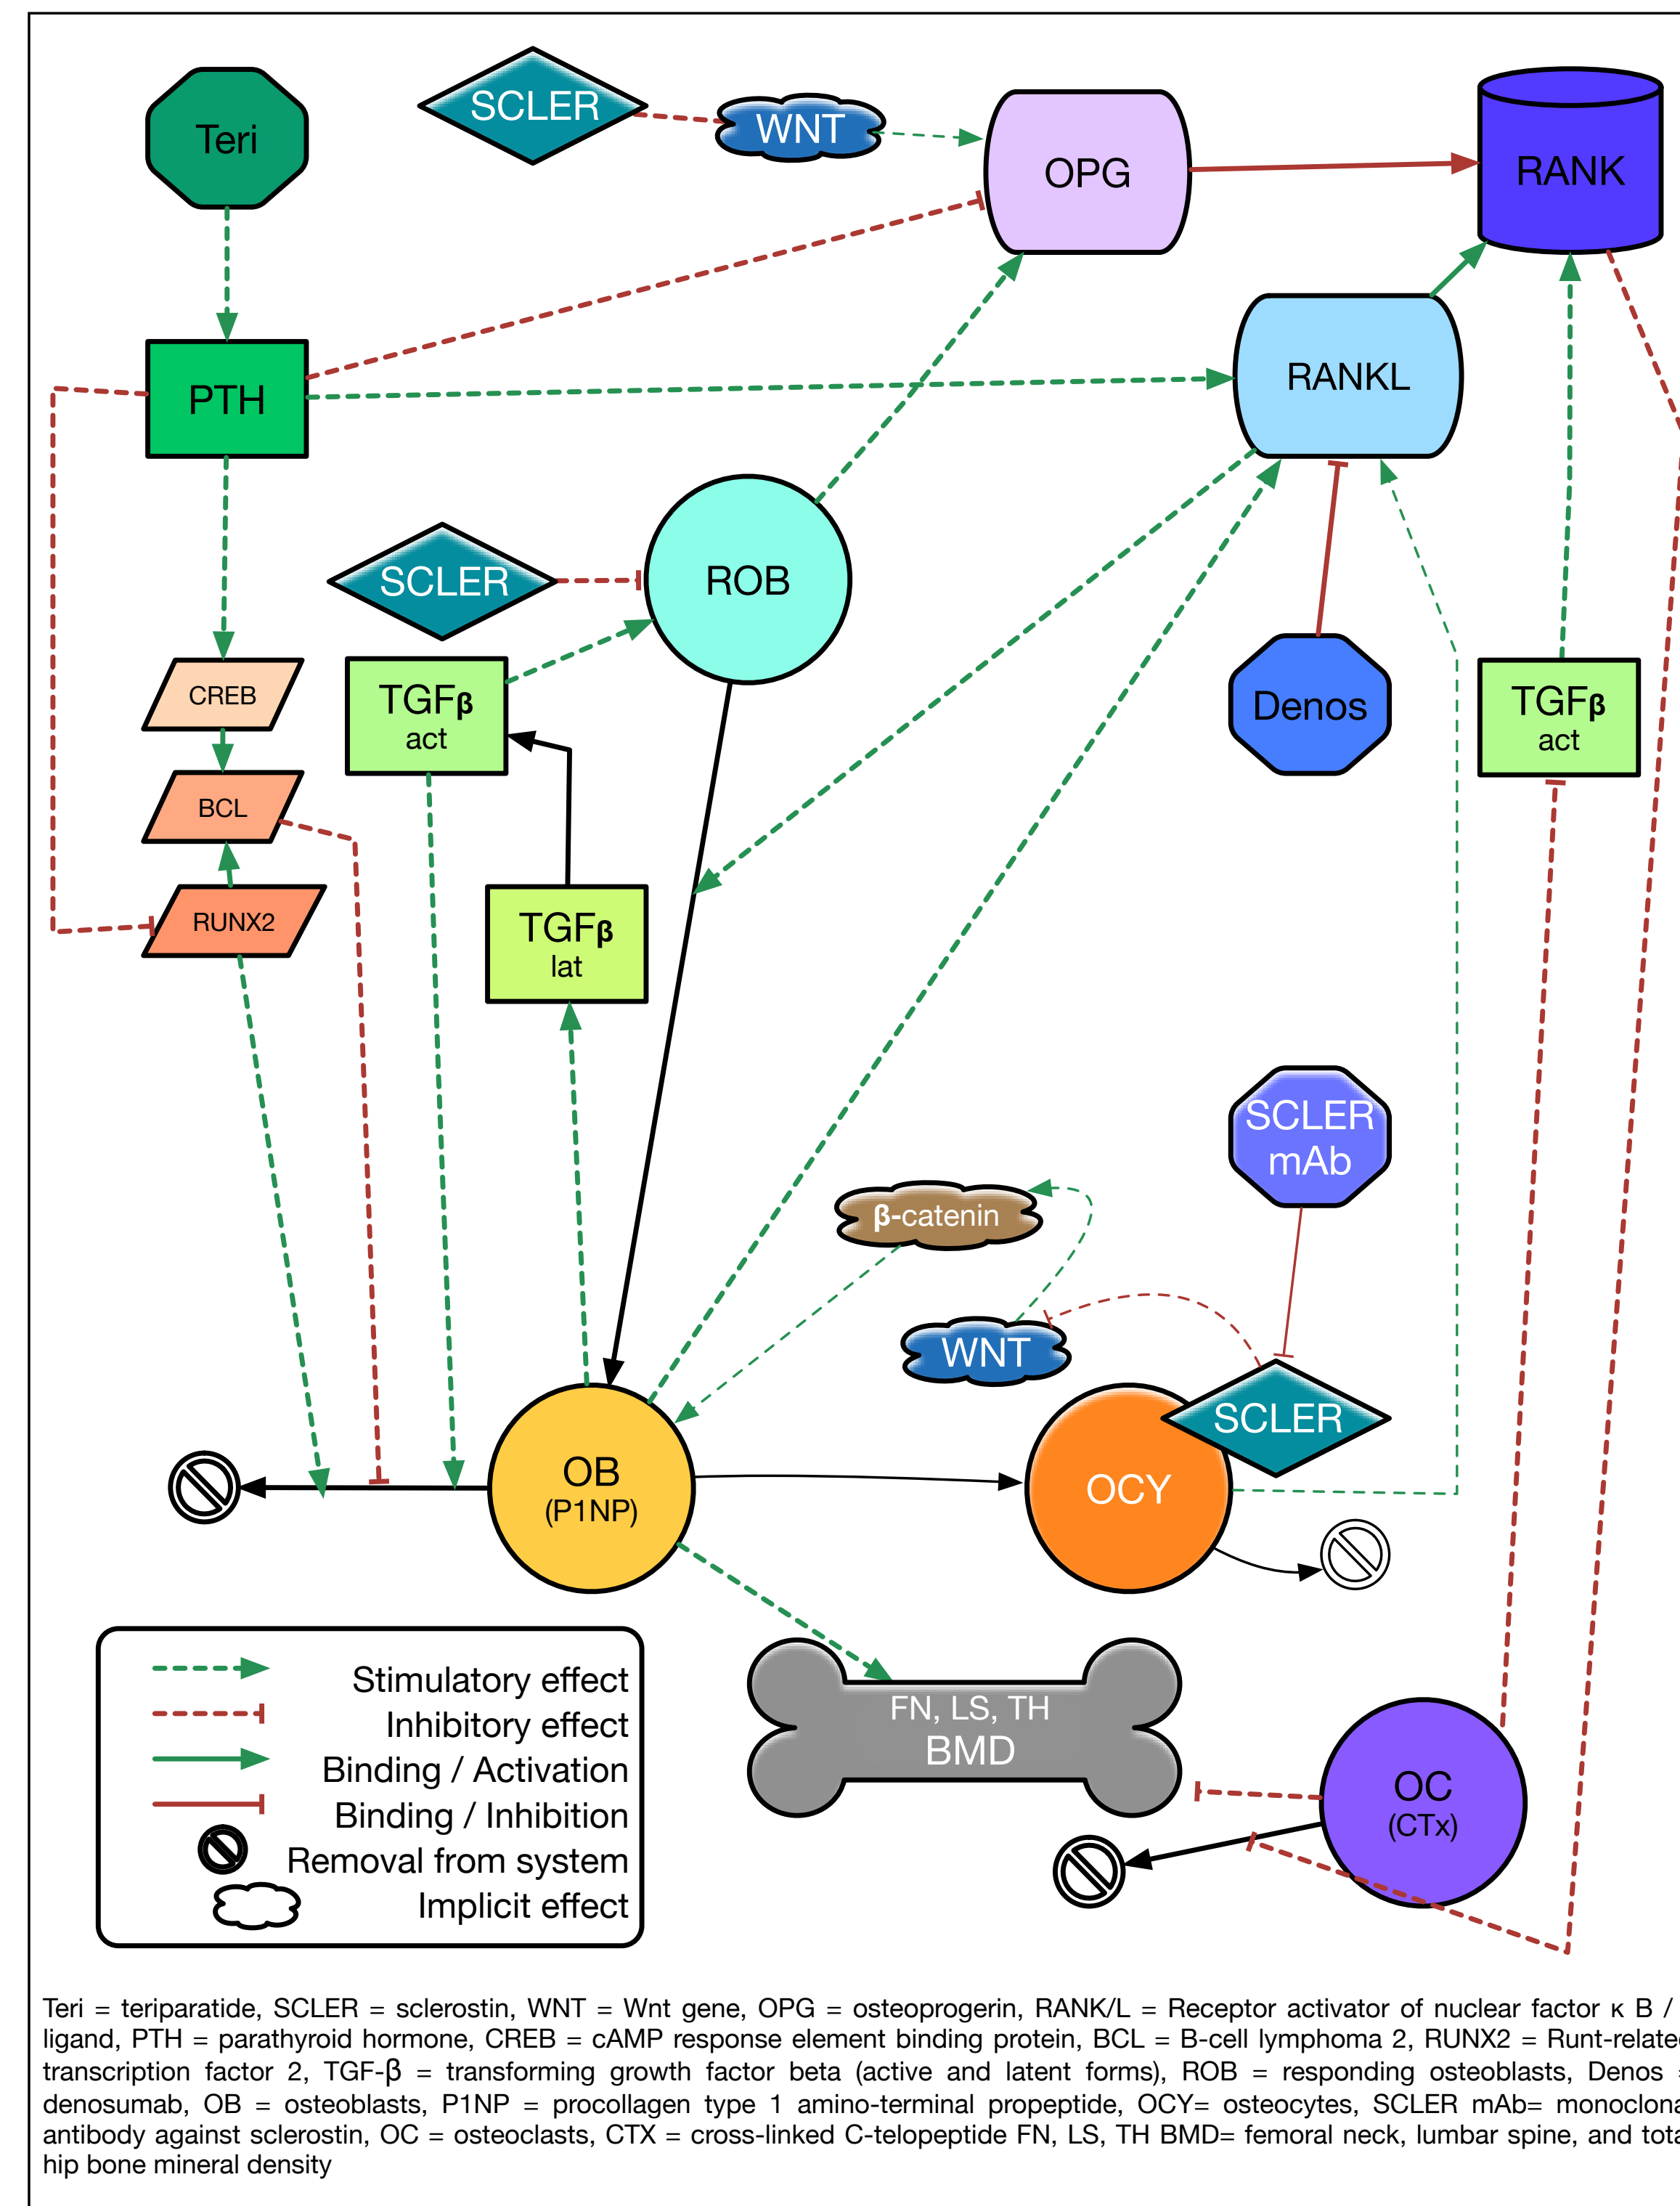 SCLER
WNT
Teri
OPG
RANK
PTH
RANKL
SCLER
ROB
CREB
TGFβ
act
Denos
TGFβ
act
BCL
RUNX2
TGFβ
lat
SCLER
mAb
β-catenin
WNT
SCLER
OB
(P1NP)
OCY
Stimulatory effect
Inhibitory effect
Binding / Activation
Binding / Inhibition
Removal from system
Implicit effect
FN, LS, TH
BMD
OC
(CTx)
Teri = teriparatide, SCLER = sclerostin, WNT = Wnt gene, OPG = osteoprogerin, RANK/L = Receptor activator of nuclear factor κ B /
ligand, PTH = parathyroid hormone, CREB = cAMP response element binding protein, BCL = B-cell lymphoma 2, RUNX2 = Runt-related
transcription factor 2, TGF-β = transforming growth factor beta (active and latent forms), ROB = responding osteoblasts, Denos =
denosumab, OB = osteoblasts, P1NP = procollagen type 1 amino-terminal propeptide, OCY= osteocytes, SCLER mAb= monoclona
antibody against sclerostin, OC = osteoclasts, CTX = cross-linked C-telopeptide FN, LS, TH BMD= femoral neck, lumbar spine, and tota
hip bone mineral density